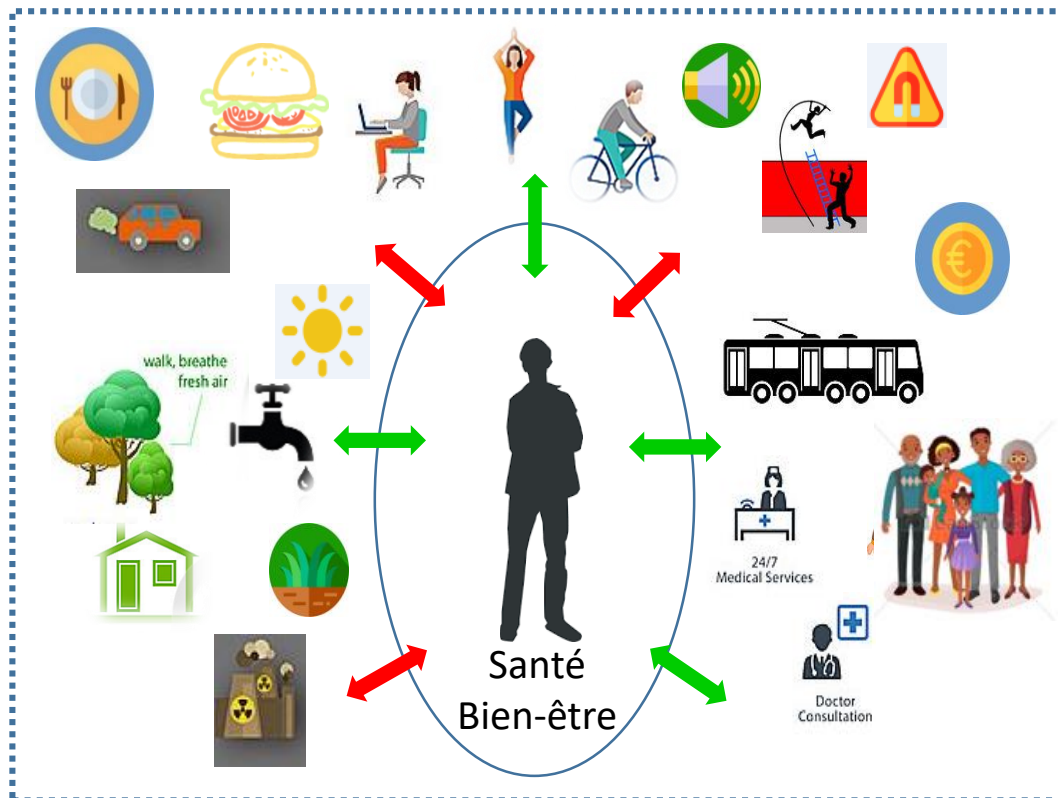 walk, breathe
fresh air
€
24/7
Medical Services
Doctor
Consultation
Santé
Bien-être